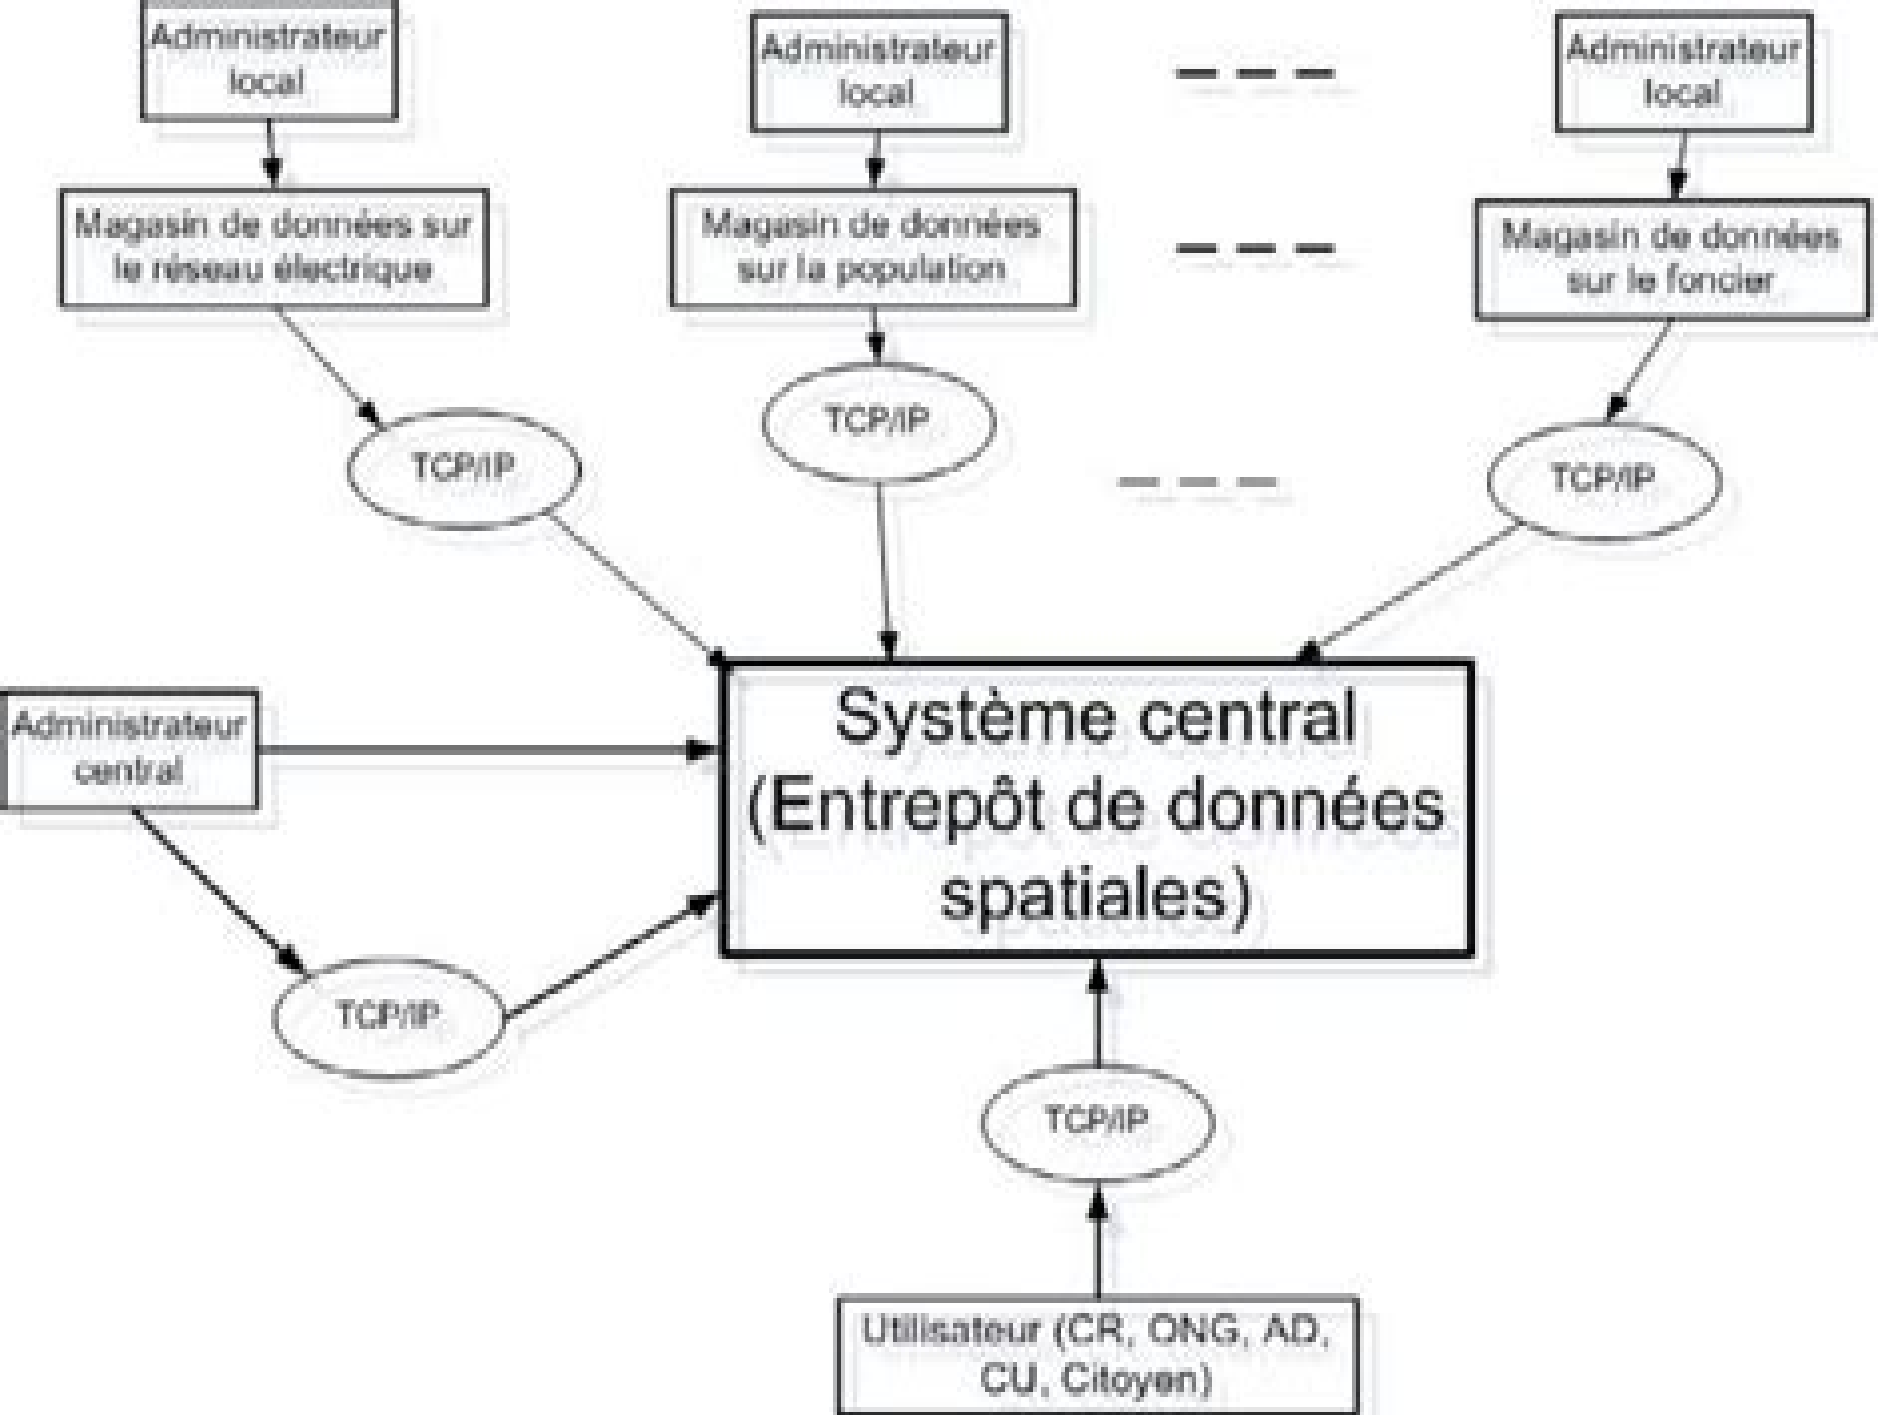 Administrateur
local
Administrateur
local
Administrateur
local
Magasin de données sur
le réseau électrique
Magasin de données
sur la population
Magasin de données
sur le foncier
TCP/IP
TCP/IP
TCP/IP
Administrateur
central
Système central
(Entrepôt de données
spatiales)
TCP/IP
TCP/IP
Utilisateur (CR, ONG, AD,
CU, Citoyen)